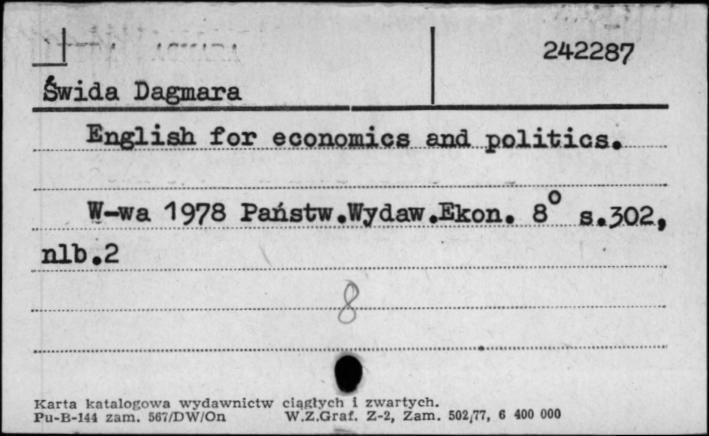 242287
Świda Dagmara
English for economics and politics.
W-wa 1978 Państw.Wydaw.Ekon. 8° s.302,
nlb.2
8
Karta katalogowa wydawnictw ciągłych i zwartych.
Pu-B-144 zam. 567/DW/On W.Z.Graf. Z-2, Zam. 502/77, 6 400 000